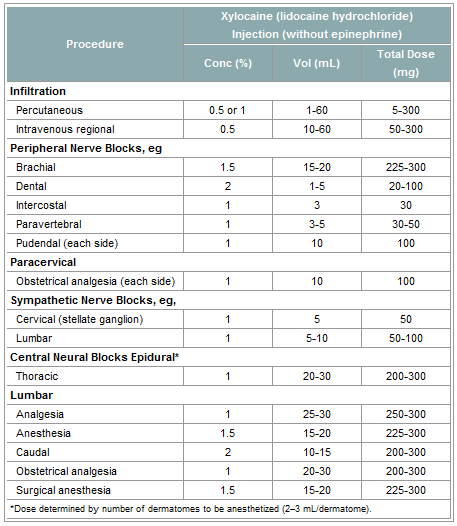 Procedure
Xylocaine (lidocaine hydrochloride)
Injection (without epinephrine)
Conc (%) Vol (mL) Total Dose
(mg)
Infiltration
Percutaneous 0.5 or 1 1-60 5-300
Intravenous regional 0.5 10-60 50-300
Peripheral Nerve Blocks, eg
Brachial 1.5 15-20 225-300
Dental 2 1-5 20-100
Intercostal 1 3 30
Paravertebral 1 3-5 30-50
Pudendal (each side) 1 10 100
Paracervical
Obstetrical analgesia (each side) 1 10 100
Sympathetic Nerve Blocks, eg,
Cervical (stellate ganglion) 1 5 50
Lumbar 1 5-10 50-100
Central Neural Blocks Epidural*
Thoracic 1 20-30 200-300
Lumbar
Analgesia 1 25-30 250-300
Anesthesia 1.5 15-20 225-300
Caudal 2 10-15 200-300
Obstetrical analgesia 1 20-30 200-300
Surgical anesthesia 1.5 15-20 225-300
*Dose determined by number of dermatomes to be anesthetized (2–3 mL/dermatome).